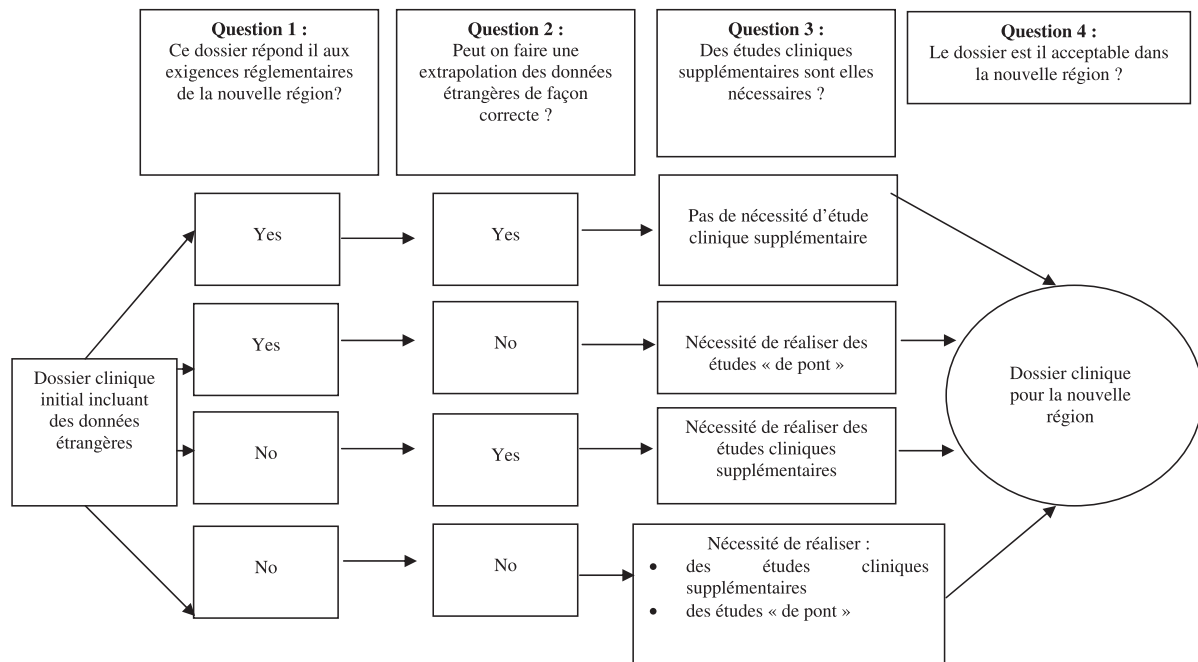 Question 1 :
Ce dossier répond il aux
exigences réglementaires
de la nouvelle région?
Question 2 :
Peut on faire une
extrapolation des données
étrangères de façon
correcte ?
Question 3 :
Des études cliniques
supplémentaires sont elles
nécessaires ?
Question 4 :
Le dossier est il acceptable dans
la nouvelle région ?
Dossier clinique
initial incluant
des données
étrangères
Yes
Yes
Pas de nécessité d’étude
clinique supplémentaire
Yes
No
Nécessité de réaliser des
études « de pont »
No
Yes
Nécessité de réaliser des
études cliniques
supplémentaires
No
No
Nécessité de réaliser :
• des études cliniques
supplémentaires
• des études « de pont »
Dossier clinique
pour la nouvelle
région